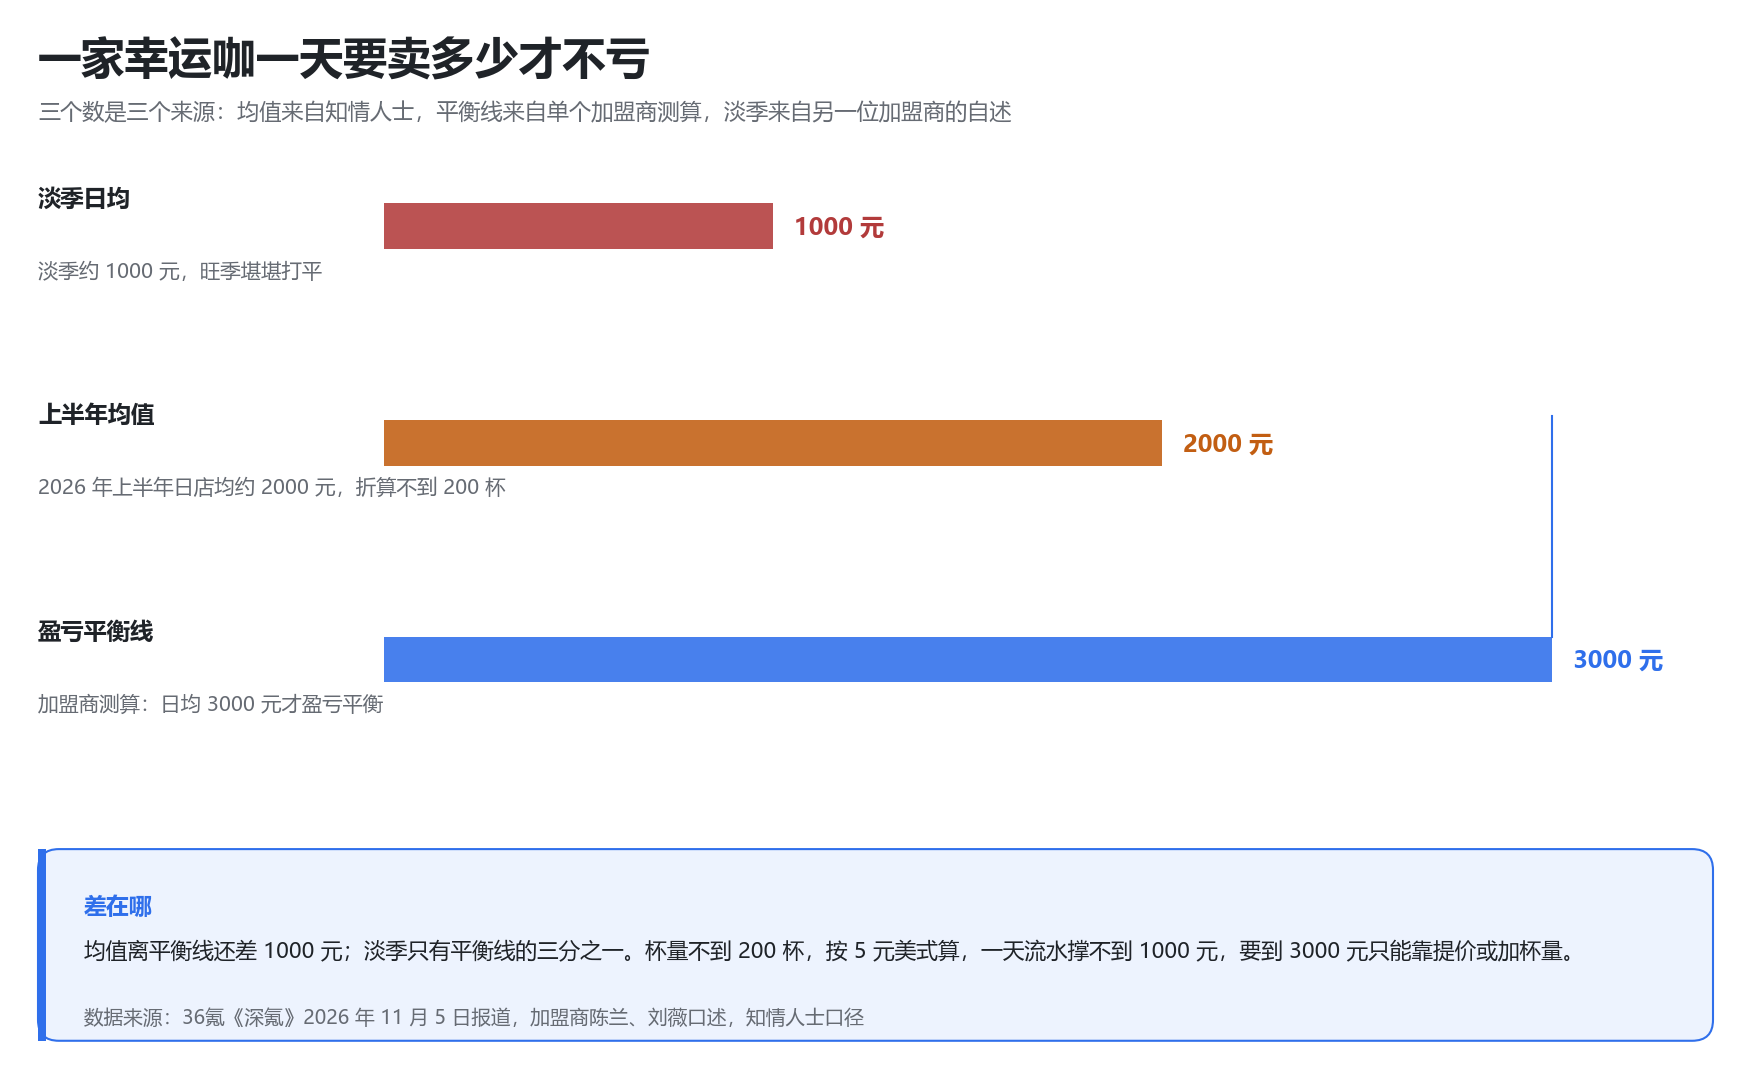 一家幸运咖一天要卖多少才不亏
三个数是三个来源：均值来自知情人士，平衡线来自单个加盟商测算，淡季来自另一位加盟商的自述
淡季日均
1000 元
淡季约 1000 元，旺季堪堪打平
上半年均值
2000 元
2026 年上半年日店均约 2000 元，折算不到 200 杯
盈亏平衡线
3000 元
加盟商测算：日均 3000 元才盈亏平衡
差在哪
均值离平衡线还差 1000 元；淡季只有平衡线的三分之一。杯量不到 200 杯，按 5 元美式算，一天流水撑不到 1000 元，要到 3000 元只能靠提价或加杯量。
数据来源：36氪《深氪》2026 年 11 月 5 日报道，加盟商陈兰、刘薇口述，知情人士口径